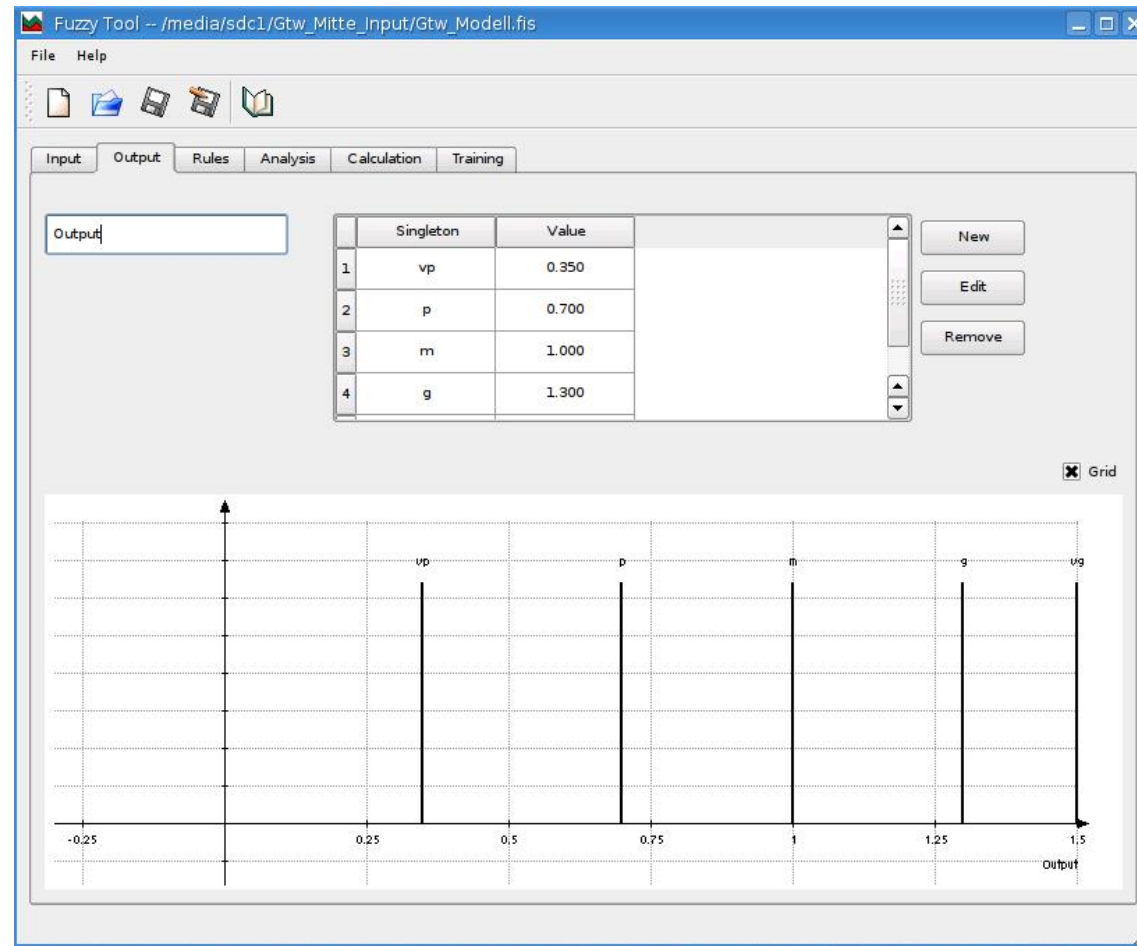 Fuzzy Tool -- /media/sdc1/Gtw_Mitte_Input/Gtw_Modell.fis
File Help
Input Output Rules Analysis Calculation Training
Output
Singleton Value
1 vp 0.350
2 p 0.700
3 m 1.000
4 g 1.300
New
Edit
Remove
Grid
vp p m g vg
-0.25 0.25 0.5 0.75 1 1.25 1.5
Output